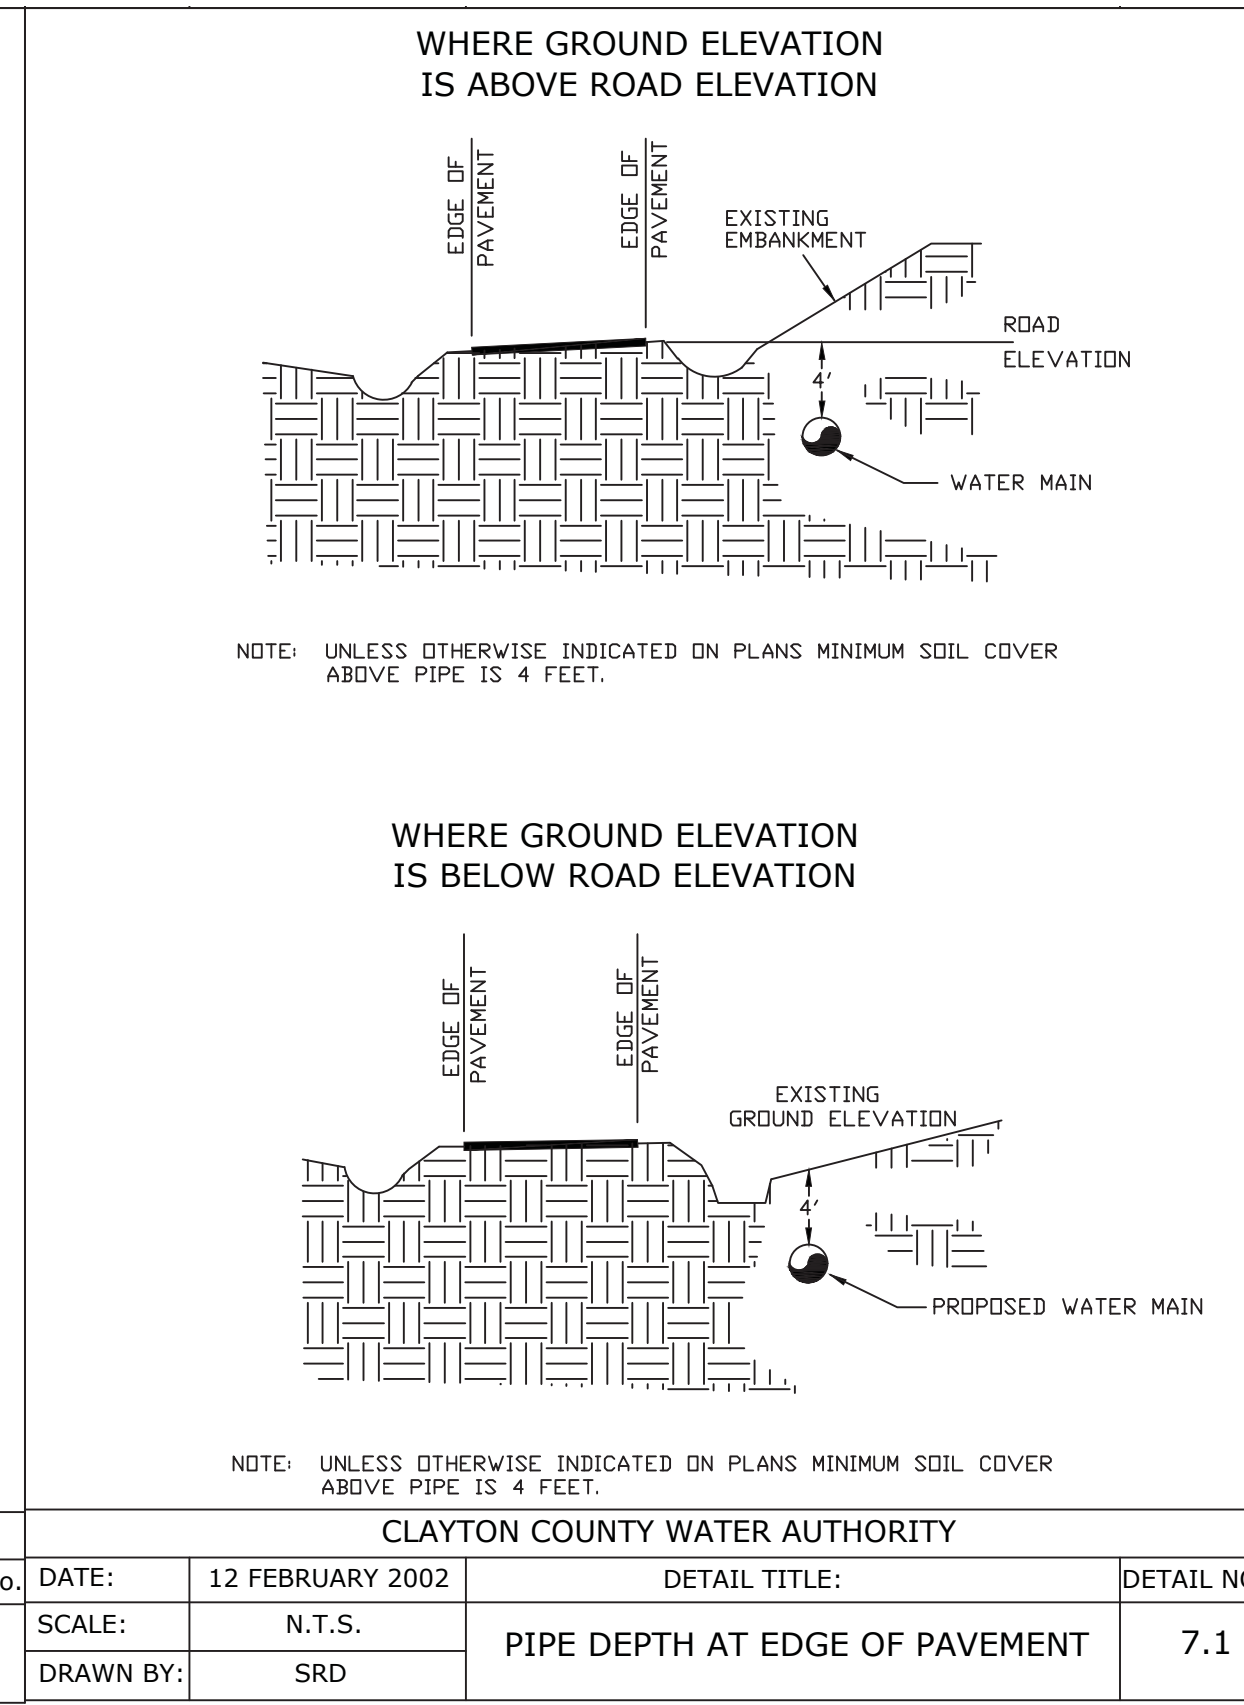 WHERE GROUND ELEVATION
IS ABOVE ROAD ELEVATION
EDGE OF
PAVEMENT
EDGE OF
PAVEMENT
EXISTING
EMBANKMENT
ROAD
ELEVATION
4'
WATER MAIN
NOTE: UNLESS OTHERWISE INDICATED ON PLANS MINIMUM SOIL COVER
ABOVE PIPE IS 4 FEET.
WHERE GROUND ELEVATION
IS BELOW ROAD ELEVATION
EDGE OF
PAVEMENT
EDGE OF
PAVEMENT
EXISTING
GROUND ELEVATION
4'
PROPOSED WATER MAIN
NOTE: UNLESS OTHERWISE INDICATED ON PLANS MINIMUM SOIL COVER
ABOVE PIPE IS 4 FEET.
CLAYTON COUNTY WATER AUTHORITY
DATE: 12 FEBRUARY 2002
SCALE: N.T.S.
DRAWN BY: SRD
DETAIL TITLE:
PIPE DEPTH AT EDGE OF PAVEMENT
DETAIL
7.1